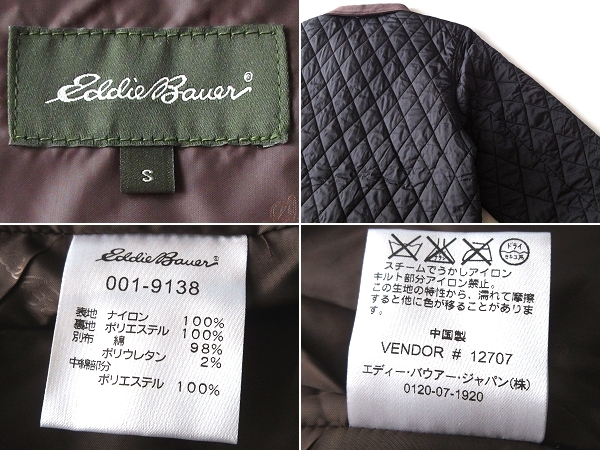 Eddie Bauer®
S
Eddie Bauer®
001-9138
表地 ナイロン 100%
裏地 ポリエステル 100%
別布 綿 98%
ポリウレタン 2%
中綿部分
ポリエステル 100%
ドライ
セキユ系
スチームでうかしアイロン
キルト部分アイロン禁止。
この生地の特性から、濡れて摩擦
すると他に色が移ることがありま
す。
中国製
VENDOR # 12707
エディー・バウアー・ジャパン(株)
0120-07-1920